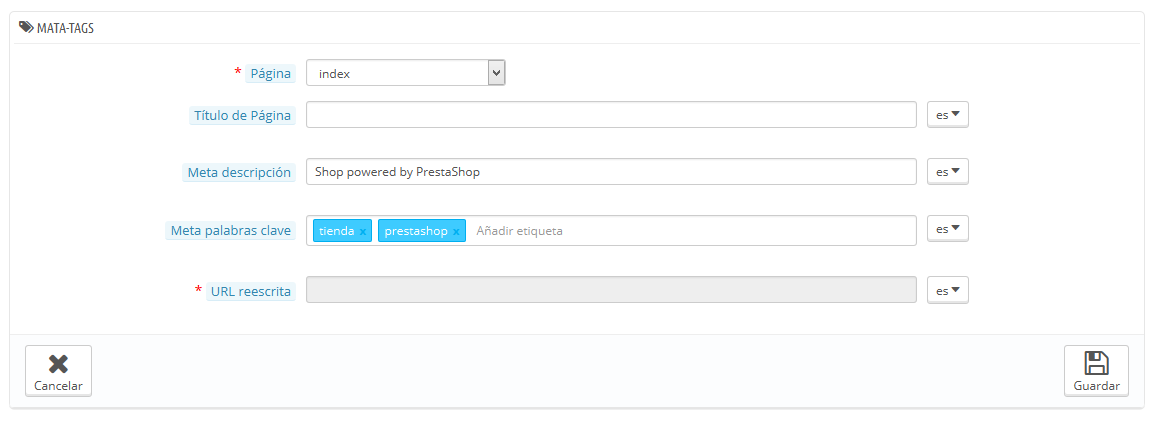 MATA-TAGS
* Página index
Título de Página es
Meta descripción Shop powered by PrestaShop es
Meta palabras clave tienda x prestashop x Añadir etiqueta es
* URL reescrita es
Cancelar Guardar